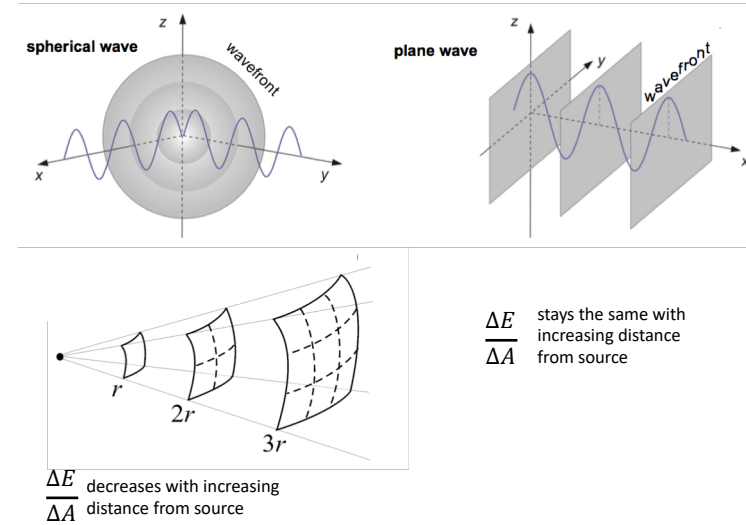 spherical wave
wavefront
z
x
y
plane wave
wavefront
z
y
x
r
2r
3r
ΔE
ΔA
decreases with increasing
distance from source
ΔE
ΔA
stays the same with
increasing distance
from source